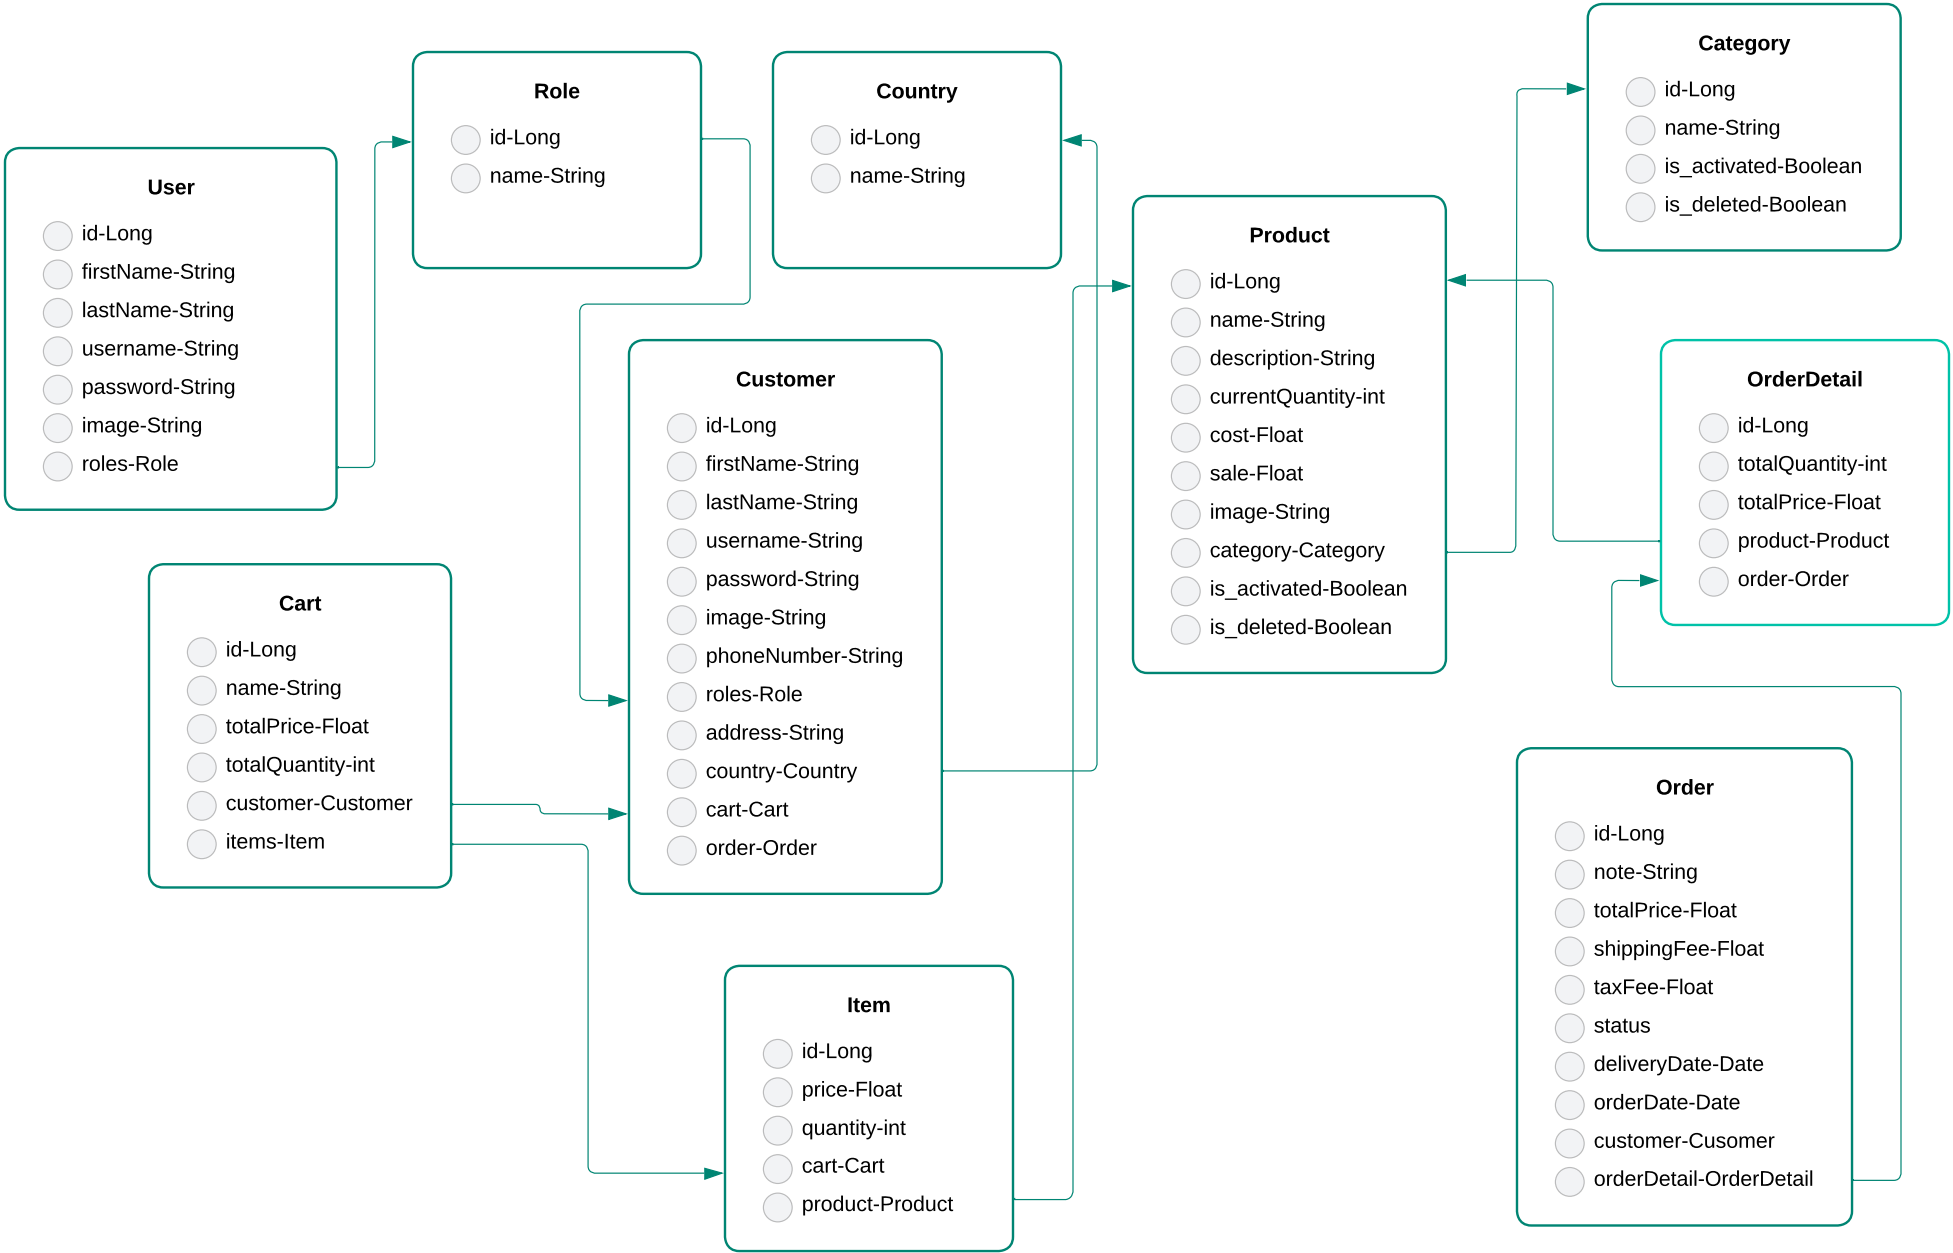 User
id-Long
firstName-String
lastName-String
username-String
password-String
image-String
roles-Role
Role
id-Long
name-String
Country
id-Long
name-String
Category
id-Long
name-String
is_activated-Boolean
is_deleted-Boolean
Product
id-Long
name-String
description-String
currentQuantity-int
cost-Float
sale-Float
image-String
category-Category
is_activated-Boolean
is_deleted-Boolean
OrderDetail
id-Long
totalQuantity-int
totalPrice-Float
product-Product
order-Order
Customer
id-Long
firstName-String
lastName-String
username-String
password-String
image-String
phoneNumber-String
roles-Role
address-String
country-Country
cart-Cart
order-Order
Cart
id-Long
name-String
totalPrice-Float
totalQuantity-int
customer-Customer
items-Item
Item
id-Long
price-Float
quantity-int
cart-Cart
product-Product
Order
id-Long
note-String
totalPrice-Float
shippingFee-Float
taxFee-Float
status
deliveryDate-Date
orderDate-Date
customer-Cusomer
orderDetail-OrderDetail